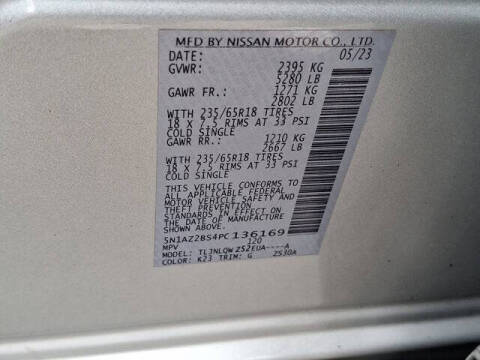 MFD BY NISSAN MOTOR CO., LTD.
DATE: 05/23
GVWR: 2395 KG
5280 LB
GAWR FR.: 1271 KG
2802 LB
WITH 235/65R18 TIRES
18 X 7.5 RIMS AT 33 PSI
COLD SINGLE
GAWR RR.: 1210 KG
2667 LB
WITH 235/65R18 TIRES
18 X 7.5 RIMS AT 33 PSI
COLD SINGLE
THIS VEHICLE CONFORMS TO
ALL APPLICABLE FEDERAL
MOTOR VEHICLE SAFETY AND
THEFT PREVENTION
STANDARDS IN EFFECT ON
THE DATE OF MANUFACTURE
SHOWN ABOVE.
5N1AZ2BS4PC136169
MPV 120
MODEL: TLJNLQW Z52EUA----A
COLOR: K23 TRIM: G 2530A